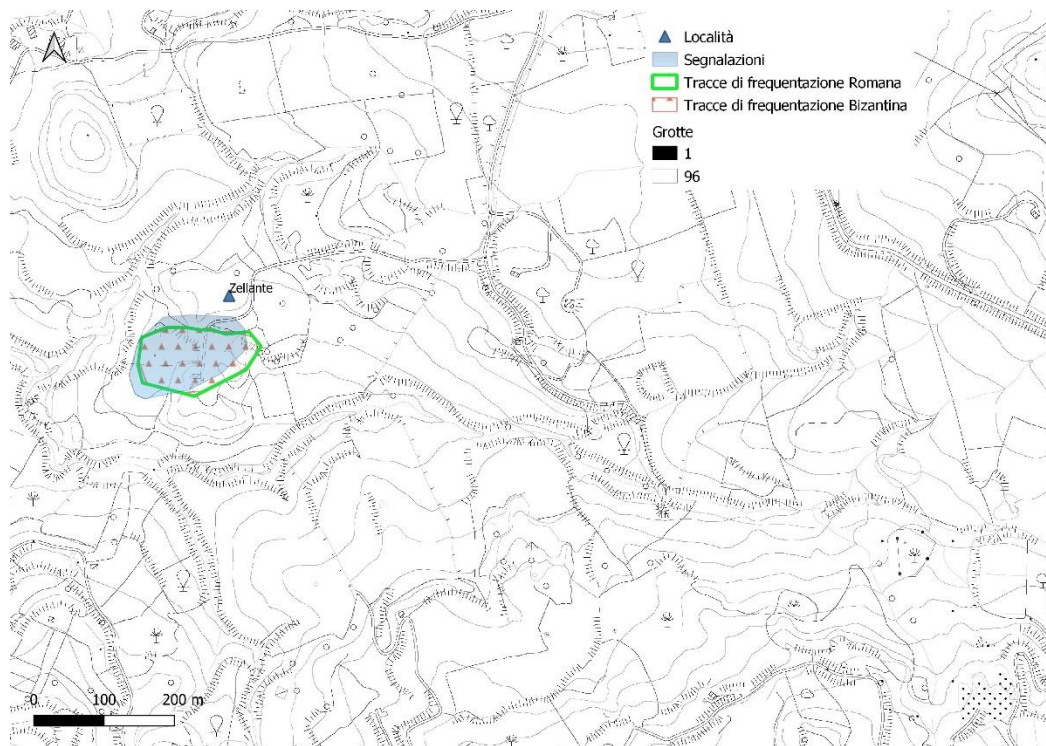 Località
Segnalazioni
Tracce di frequentazione Romana
Tracce di frequentazione Bizantina
Grotte
1
96
Zellante
0 100 200 m